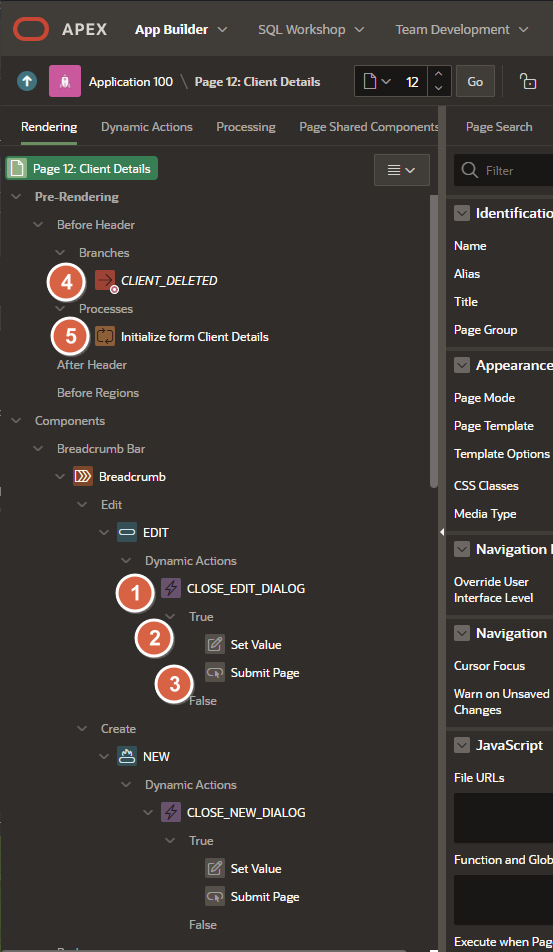 APEX App Builder SQL Workshop Team Development
Application 100 \ Page 12: Client Details 12 Go
Rendering Dynamic Actions Processing Page Shared Components Page Search
Page 12: Client Details
Filter
Pre-Rendering
Before Header
Branches
4 CLIENT_DELETED
Processes
5 Initialize form Client Details
After Header
Before Regions
Components
Breadcrumb Bar
Breadcrumb
Edit
EDIT
Dynamic Actions
1 CLOSE_EDIT_DIALOG
True
2 Set Value
3 Submit Page
False
Create
NEW
Dynamic Actions
CLOSE_NEW_DIALOG
True
Set Value
Submit Page
False
Identificatio
Name
Alias
Title
Page Group
Appearance
Page Mode
Page Template
Template Options
CSS Classes
Media Type
Navigation
Override User
Interface Level
Navigation
Cursor Focus
Warn on Unsaved
Changes
JavaScript
File URLs
Function and Glob
Execute when Pag